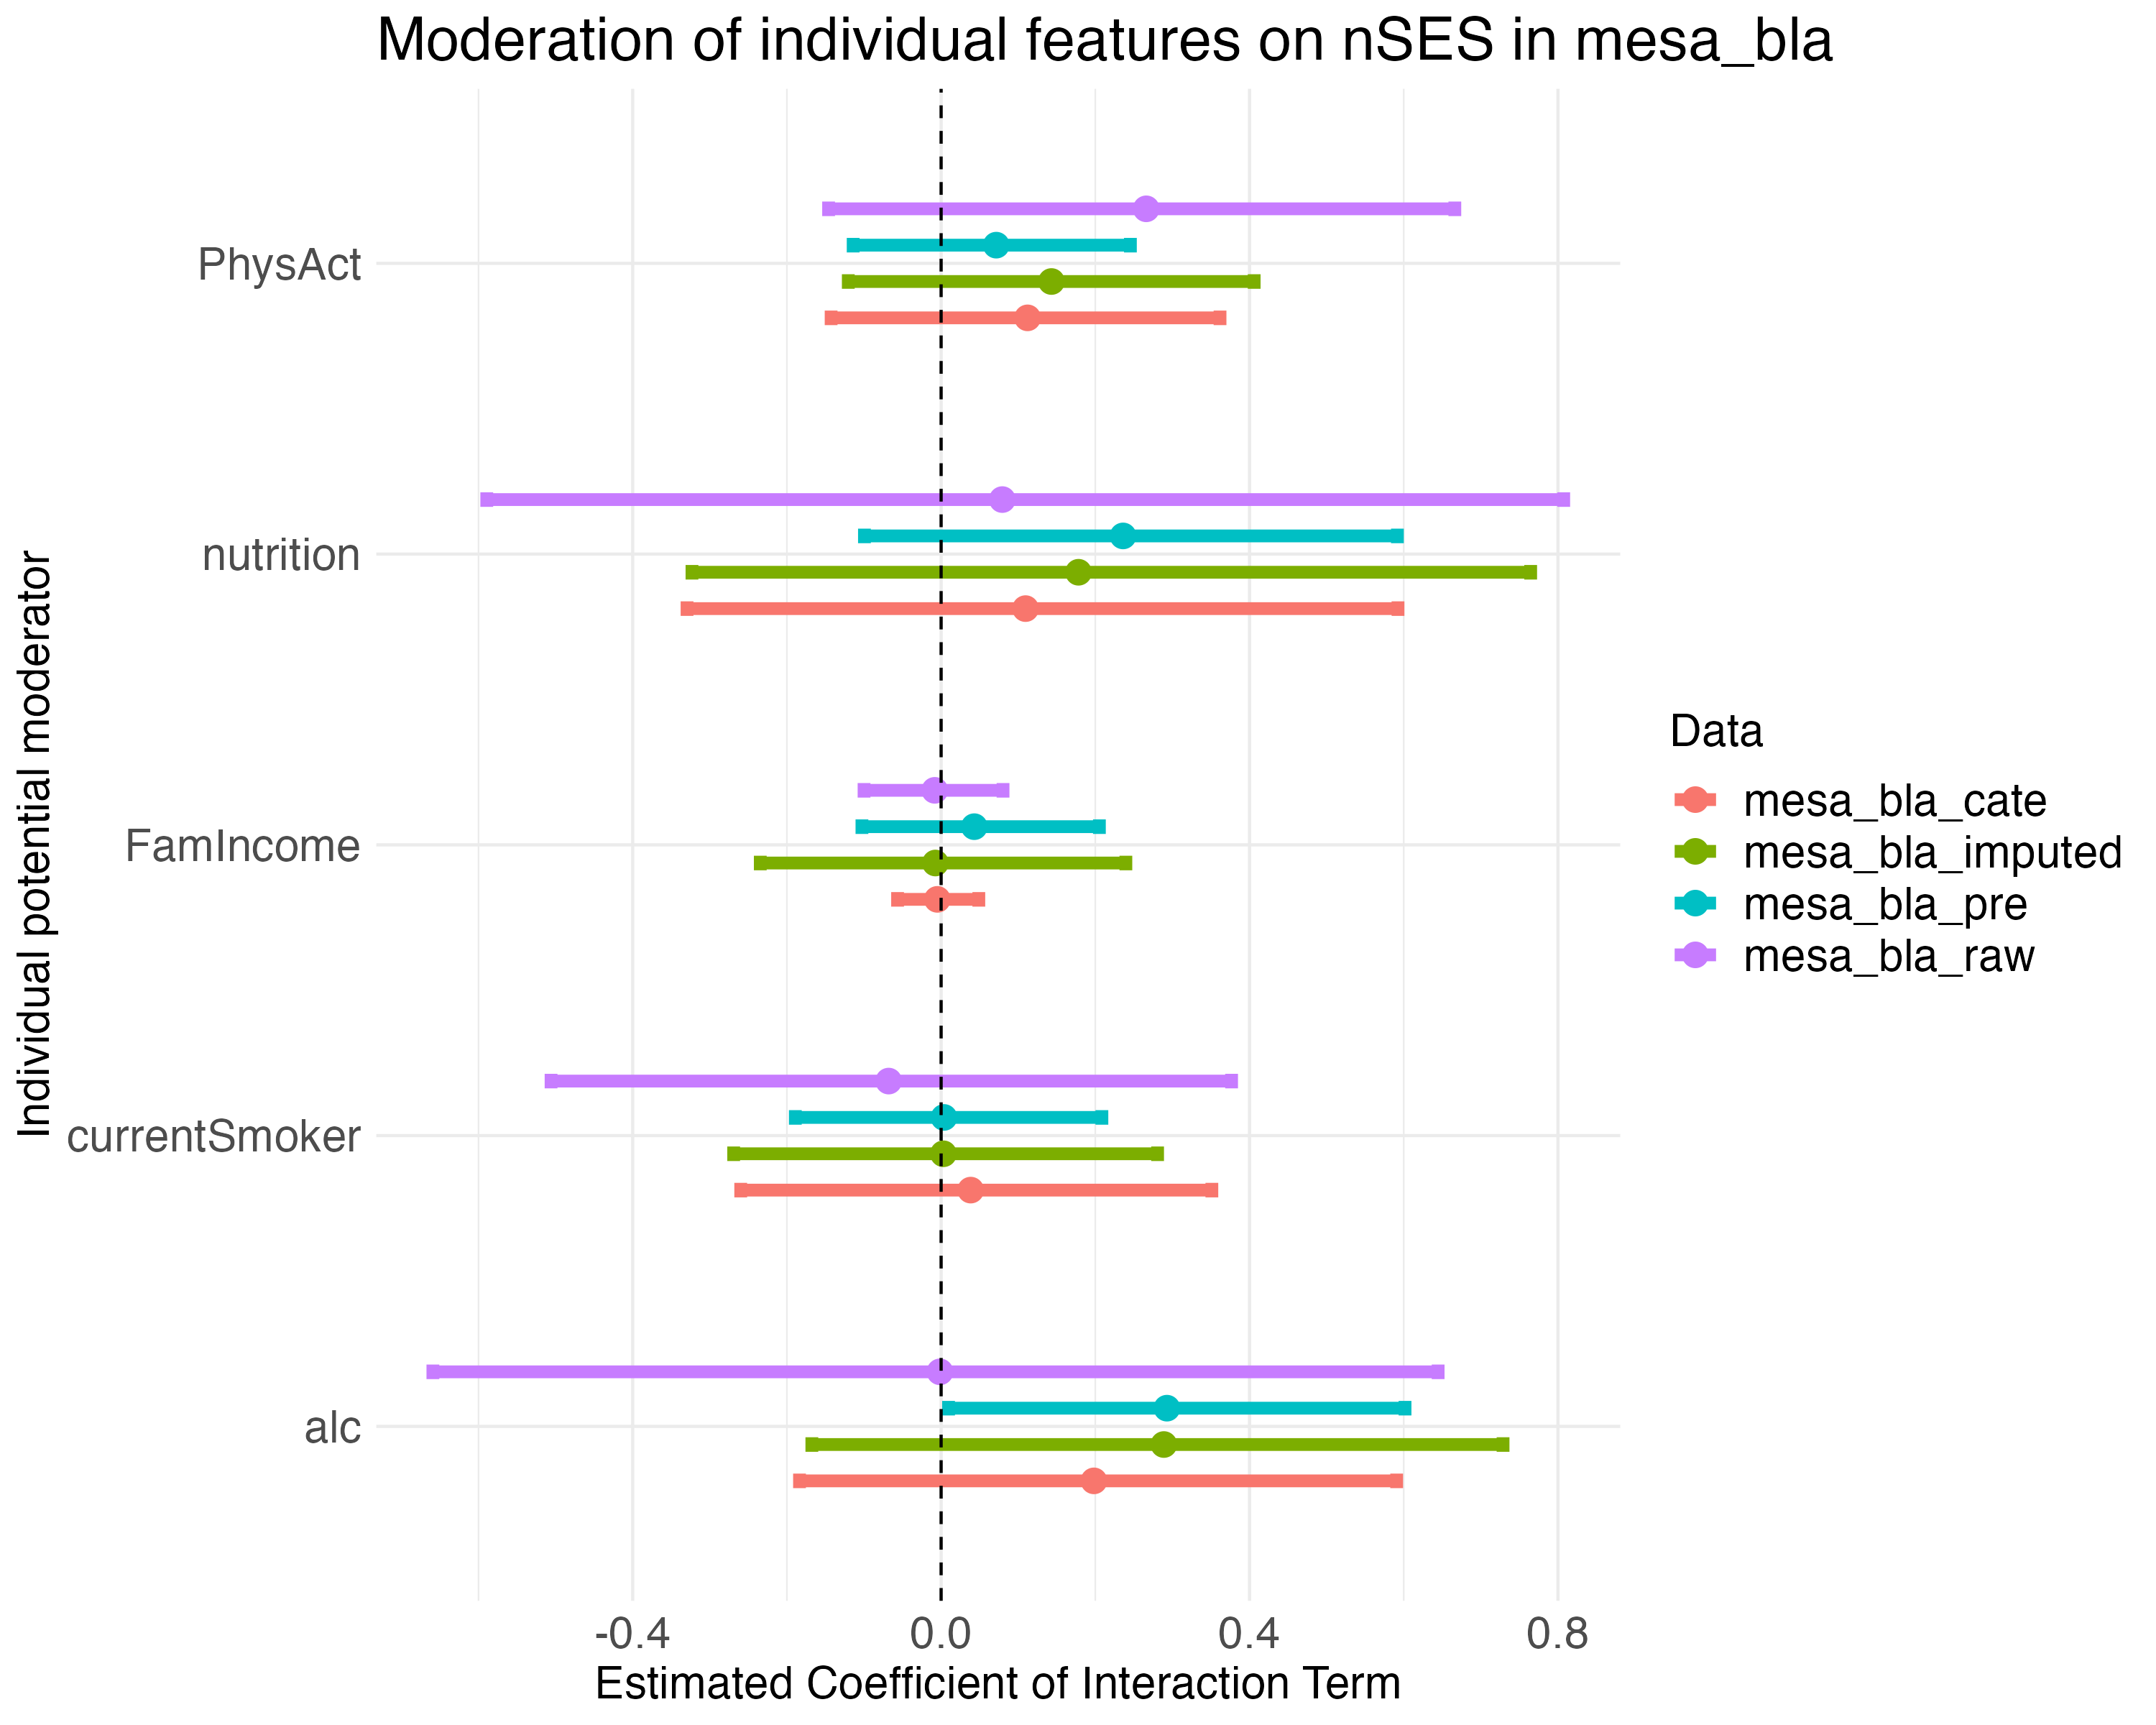 Moderation of individual features on nSES in mesa_bla
Individual potential moderator
PhysAct
nutrition
FamIncome
currentSmoker
alc
-0.4
0.0
0.4
0.8
Estimated Coefficient of Interaction Term
Data
mesa_bla_cate
mesa_bla_imputed
mesa_bla_pre
mesa_bla_raw